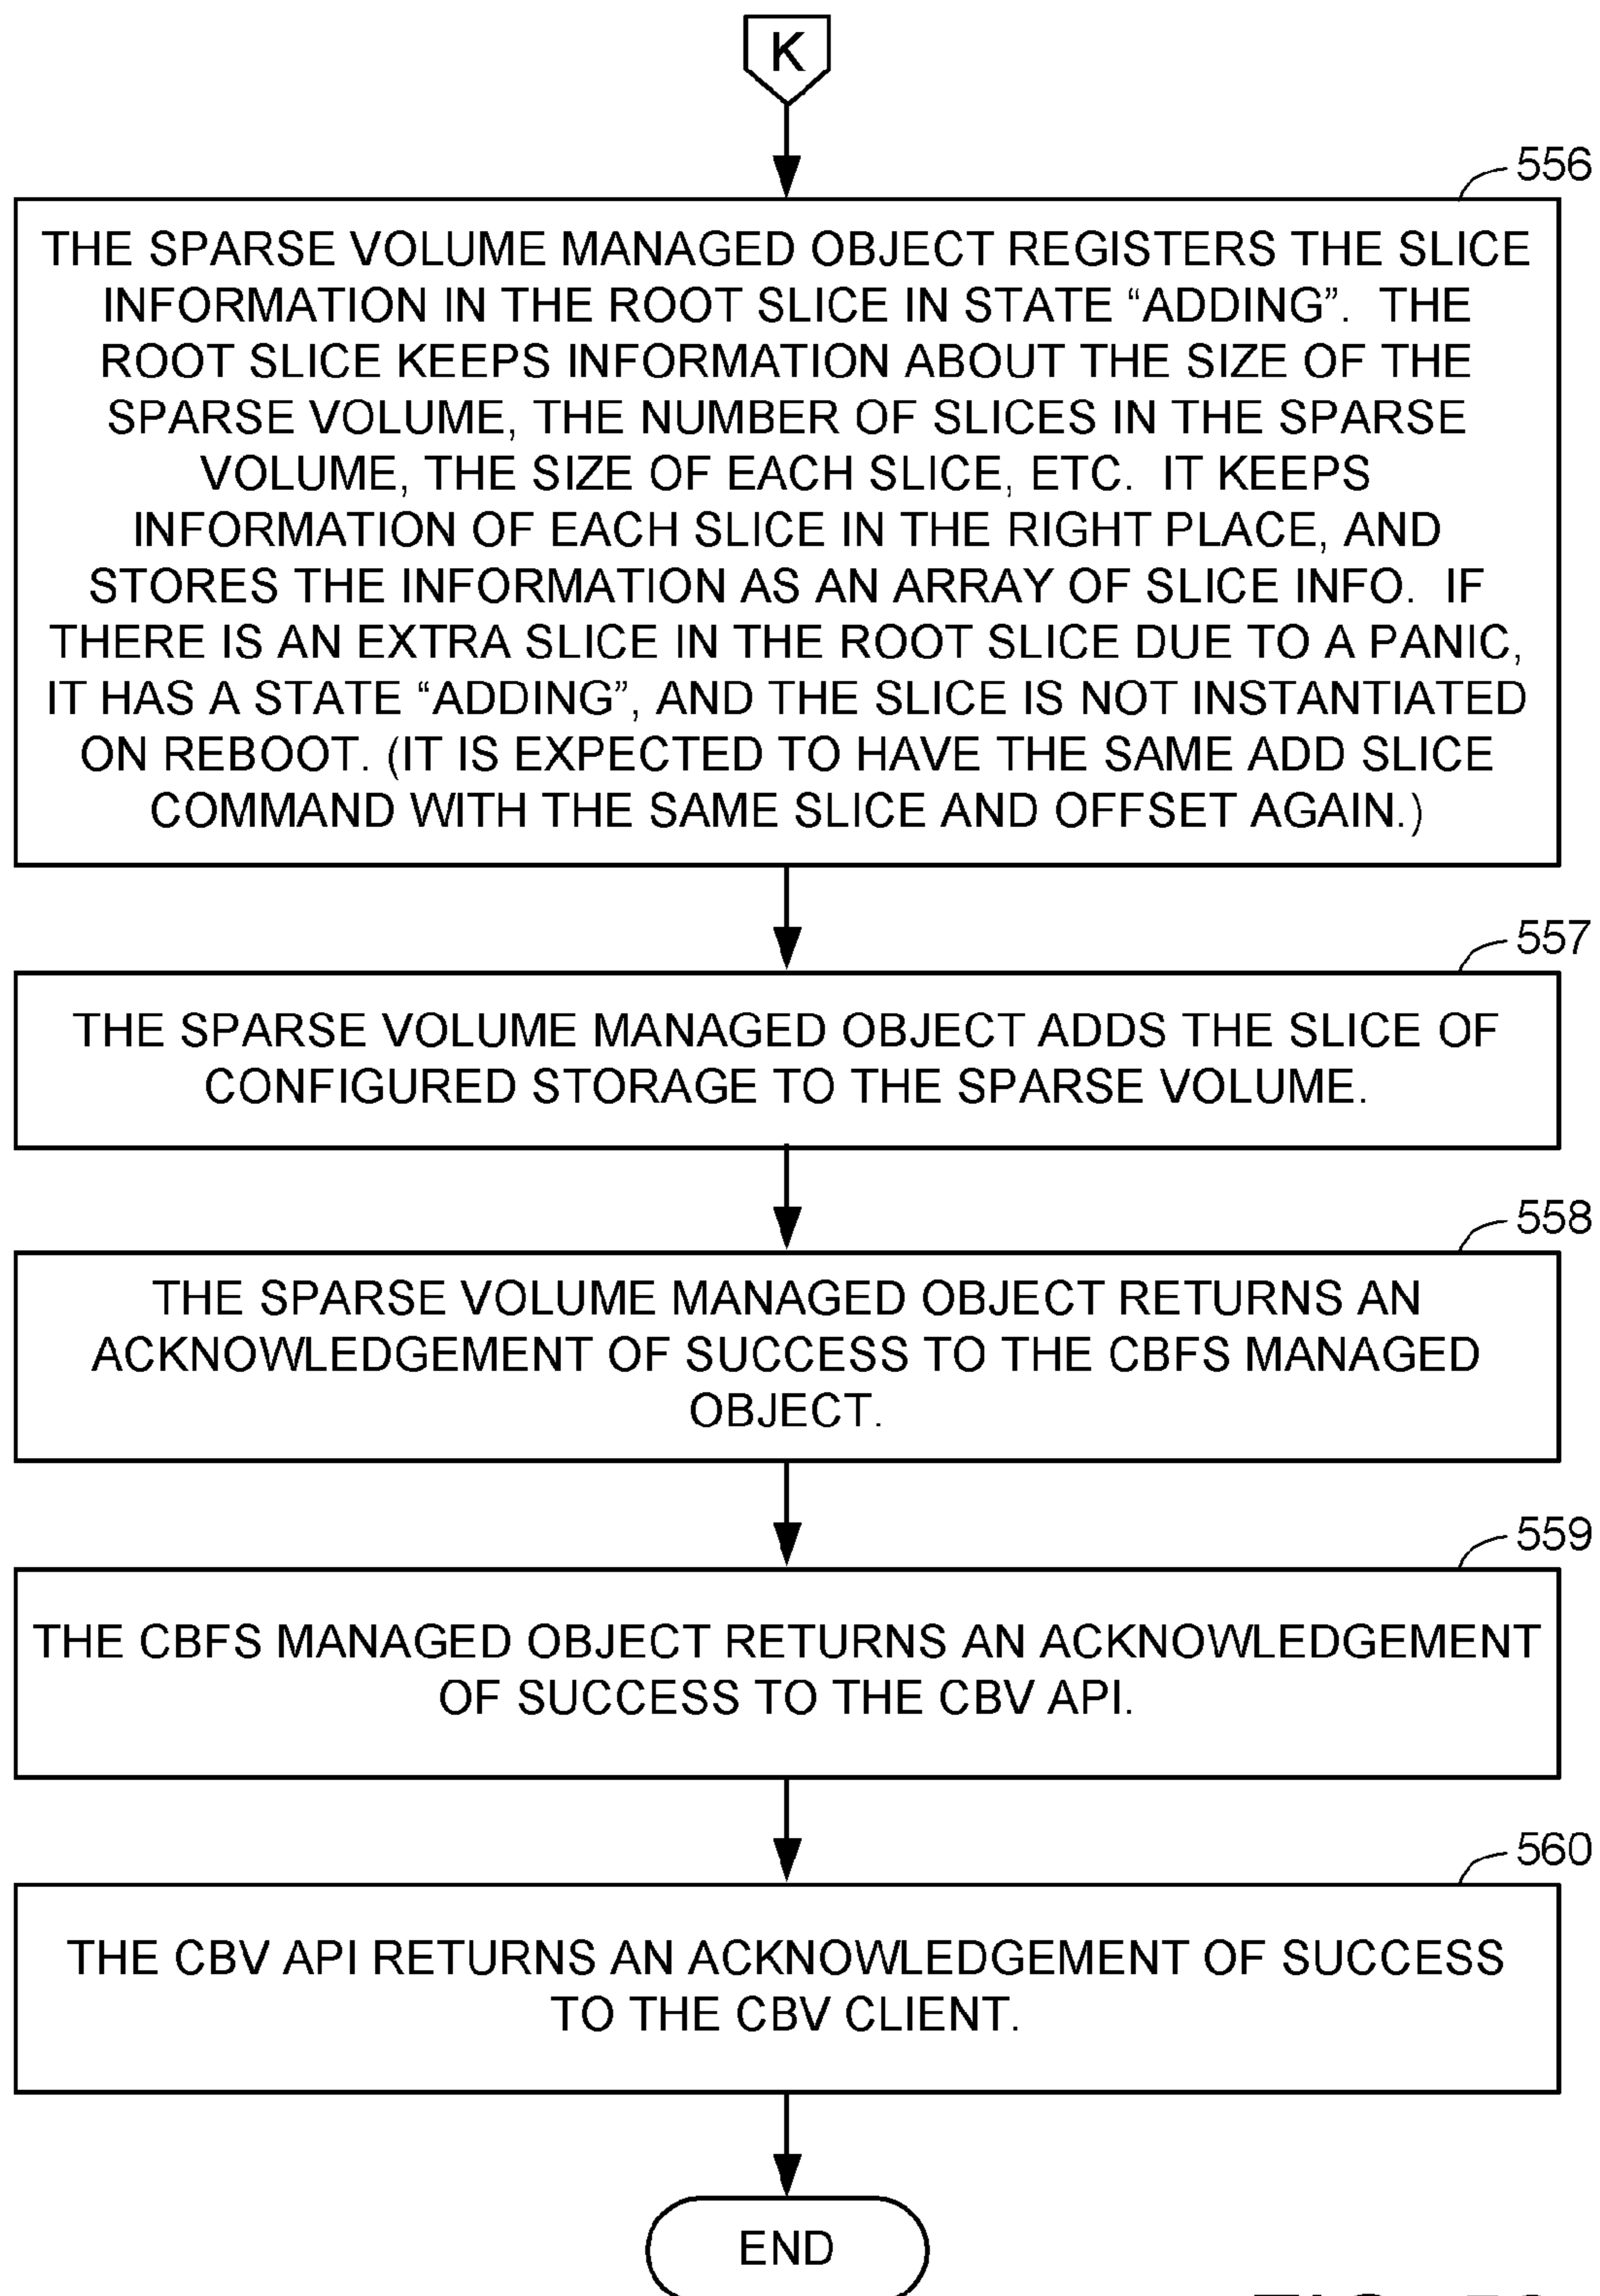 K
556
THE SPARSE VOLUME MANAGED OBJECT REGISTERS THE SLICE
INFORMATION IN THE ROOT SLICE IN STATE “ADDING”.  THE
ROOT SLICE KEEPS INFORMATION ABOUT THE SIZE OF THE
SPARSE VOLUME, THE NUMBER OF SLICES IN THE SPARSE
VOLUME, THE SIZE OF EACH SLICE, ETC.  IT KEEPS
INFORMATION OF EACH SLICE IN THE RIGHT PLACE, AND
STORES THE INFORMATION AS AN ARRAY OF SLICE INFO.  IF
THERE IS AN EXTRA SLICE IN THE ROOT SLICE DUE TO A PANIC,
IT HAS A STATE “ADDING”, AND THE SLICE IS NOT INSTANTIATED
ON REBOOT. (IT IS EXPECTED TO HAVE THE SAME ADD SLICE
COMMAND WITH THE SAME SLICE AND OFFSET AGAIN.)
557
THE SPARSE VOLUME MANAGED OBJECT ADDS THE SLICE OF
CONFIGURED STORAGE TO THE SPARSE VOLUME.
558
THE SPARSE VOLUME MANAGED OBJECT RETURNS AN
ACKNOWLEDGEMENT OF SUCCESS TO THE CBFS MANAGED
OBJECT.
559
THE CBFS MANAGED OBJECT RETURNS AN ACKNOWLEDGEMENT
OF SUCCESS TO THE CBV API.
560
THE CBV API RETURNS AN ACKNOWLEDGEMENT OF SUCCESS
TO THE CBV CLIENT.
END